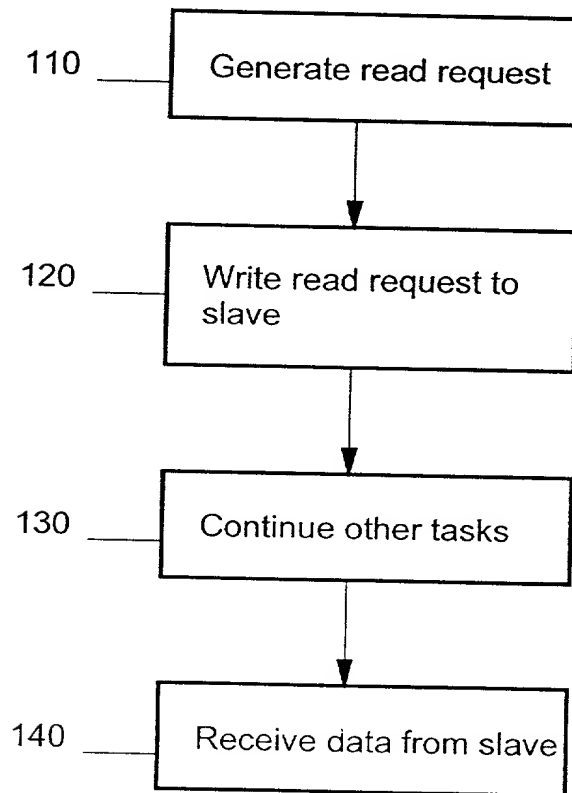 110
Generate read request
120
Write read request to
slave
130
Continue other tasks
140
Receive data from slave